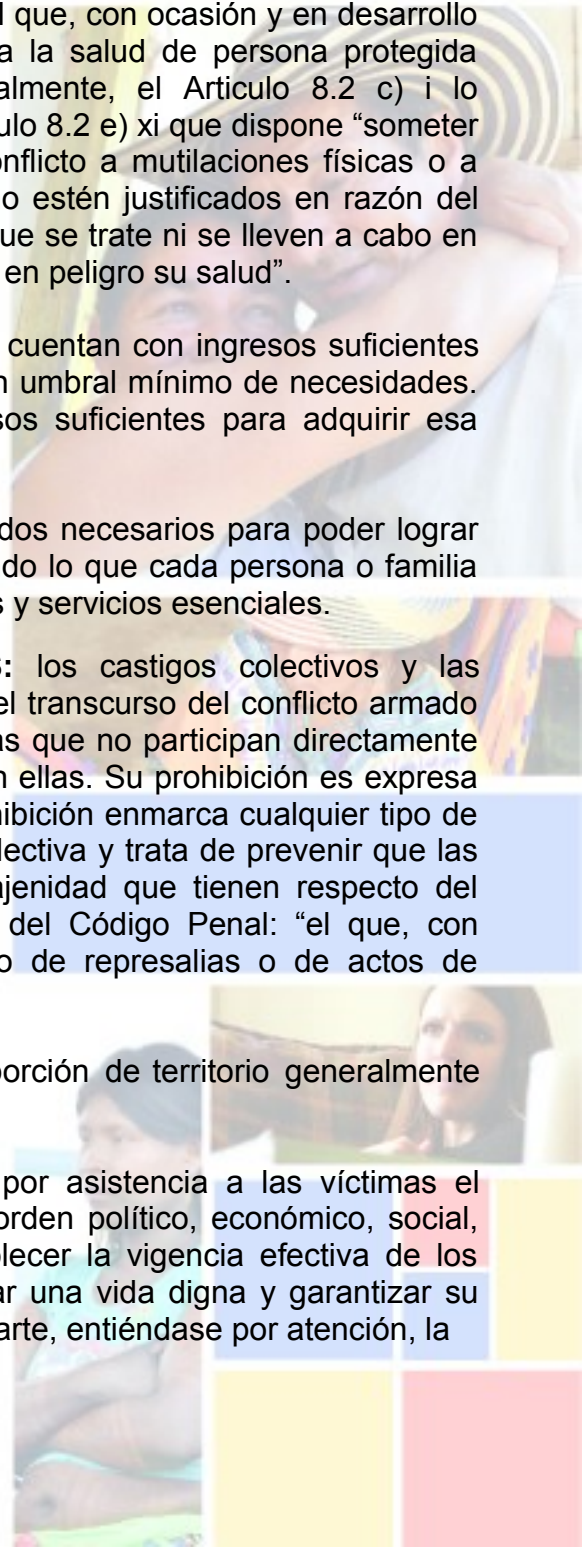 l que, con ocasión y en desarrollo
a la salud de persona protegida
almente, el Articulo 8.2 c) i lo
ulo 8.2 e) xi que dispone “someter
onflicto a mutilaciones físicas o a
o estén justificados en razón del
ue se trate ni se lleven a cabo en
en peligro su salud”.
cuentan con ingresos suficientes
n umbral mínimo de necesidades.
sos suficientes para adquirir esa
dos necesarios para poder lograr
do lo que cada persona o familia
s y servicios esenciales.
S: los castigos colectivos y las
el transcurso del conflicto armado
as que no participan directamente
n ellas. Su prohibición es expresa
hibición enmarca cualquier tipo de
lectiva y trata de prevenir que las
ajenidad que tienen respecto del
del Código Penal: “el que, con
o de represalias o de actos de
porción de territorio generalmente
por asistencia a las víctimas el
orden político, económico, social,
blecer la vigencia efectiva de los
ar una vida digna y garantizar su
arte, entiéndase por atención, la